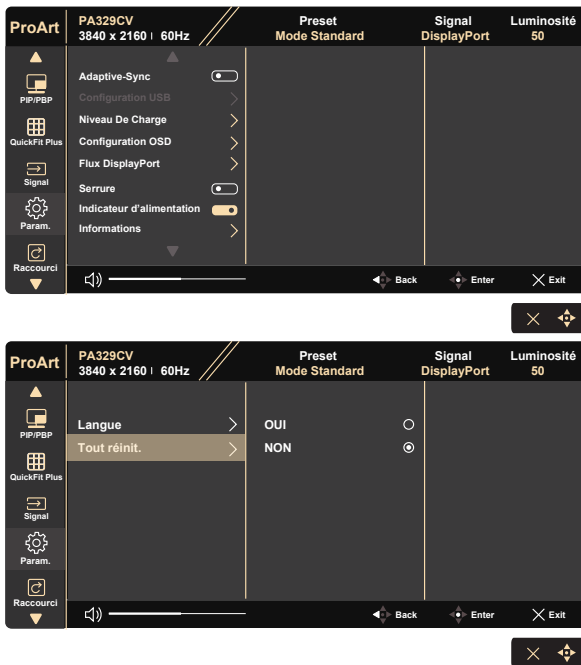 ProArt
PA329CV
3840 x 2160 | 60Hz
Preset
Mode Standard
Signal
DisplayPort
Luminosité
50
PIP/PBP
QuickFit Plus
Signal
Param.
Raccourci
Adaptive-Sync
Configuration USB
Niveau De Charge
Configuration OSD
Flux DisplayPort
Serrure
Indicateur d’alimentation
Informations
Back
Enter
Exit
ProArt
PA329CV
3840 x 2160 | 60Hz
Preset
Mode Standard
Signal
DisplayPort
Luminosité
50
PIP/PBP
QuickFit Plus
Signal
Param.
Raccourci
Langue
Tout réinit.
OUI
NON
Back
Enter
Exit